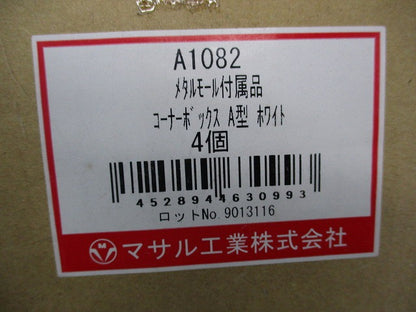 A1082
ﾒﾀﾙﾓｰﾙ付属品
ｺｰﾅｰﾎﾞｯｸｽ A型 ﾎﾜｲﾄ
4個
4528944630993
ロットNo. 9013116
M マサル工業株式会社